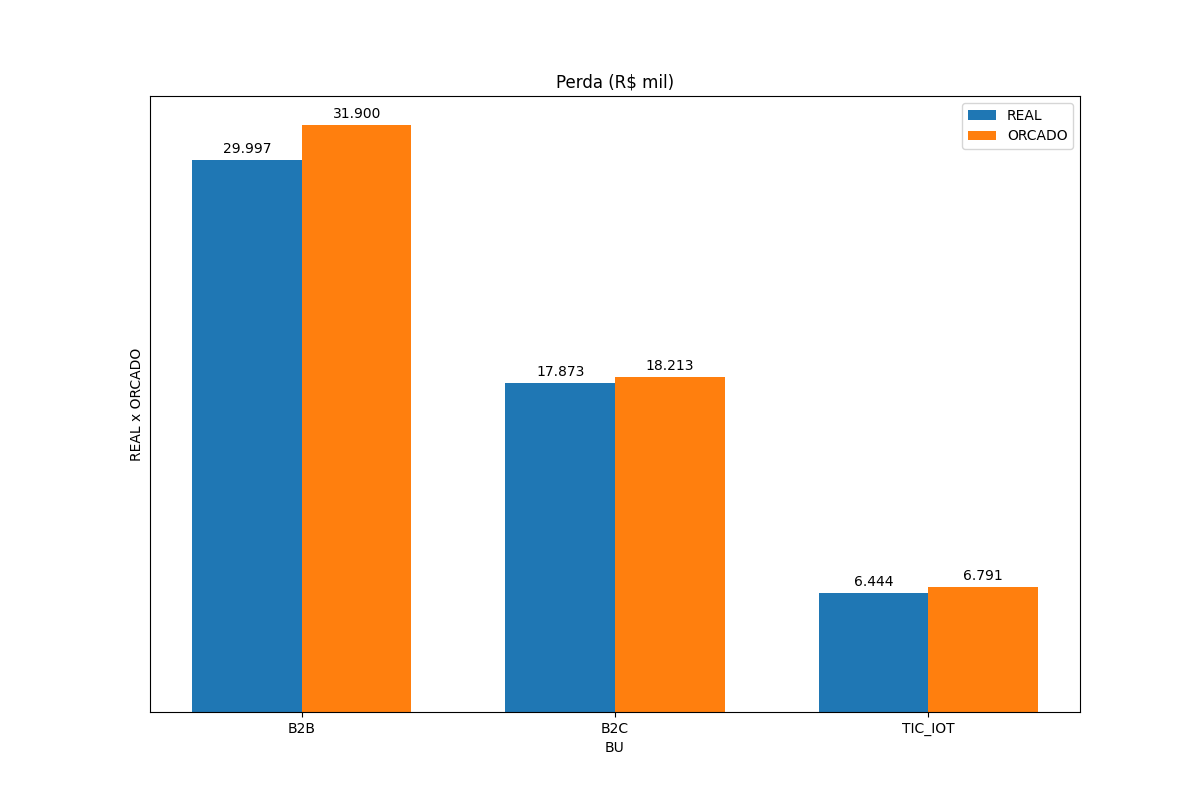 Perda (R$ mil)
REAL
ORCADO
31.900
29.997
18.213
17.873
6.791
6.444
REAL x ORCADO
B2B
B2C
TIC_IOT
BU